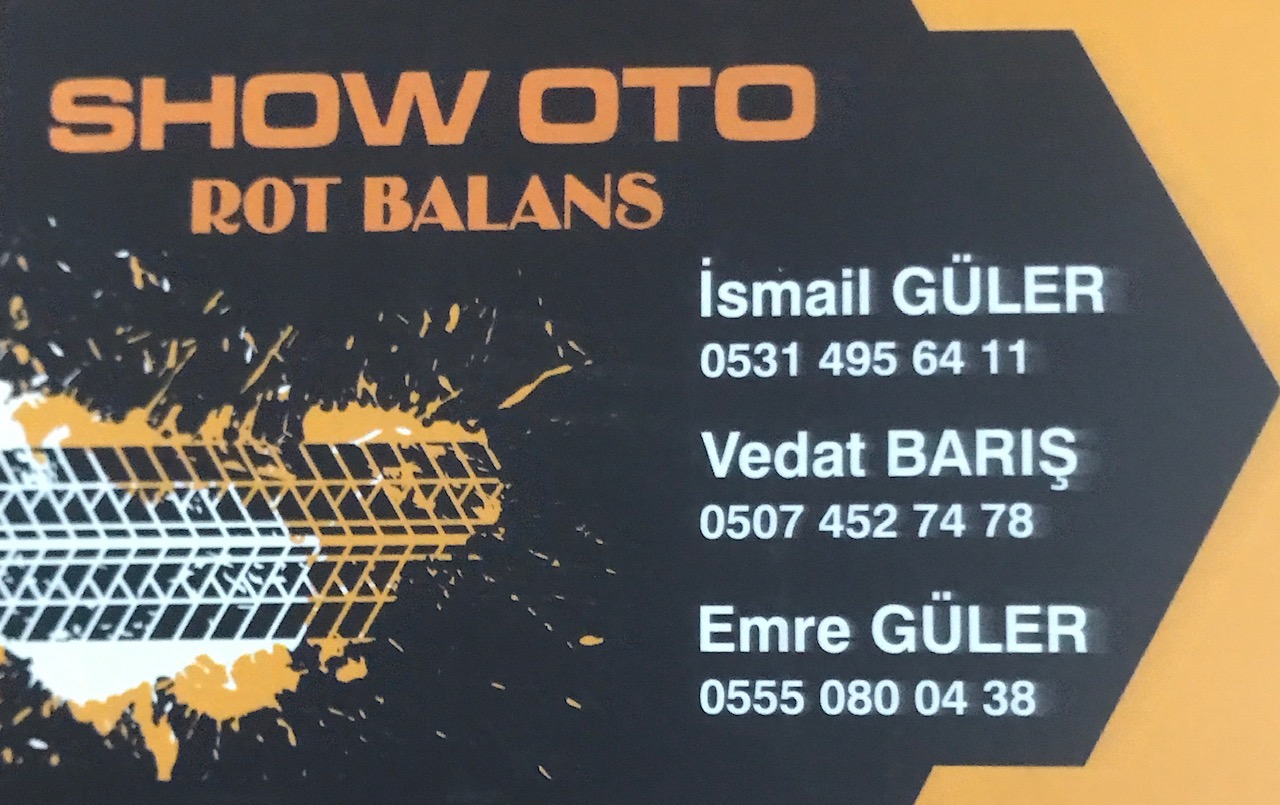 SHOW OTO
ROT BALANS
İsmail GÜLER
0531 495 64 11
Vedat BARIŞ
0507 452 74 78
Emre GÜLER
0555 080 04 38